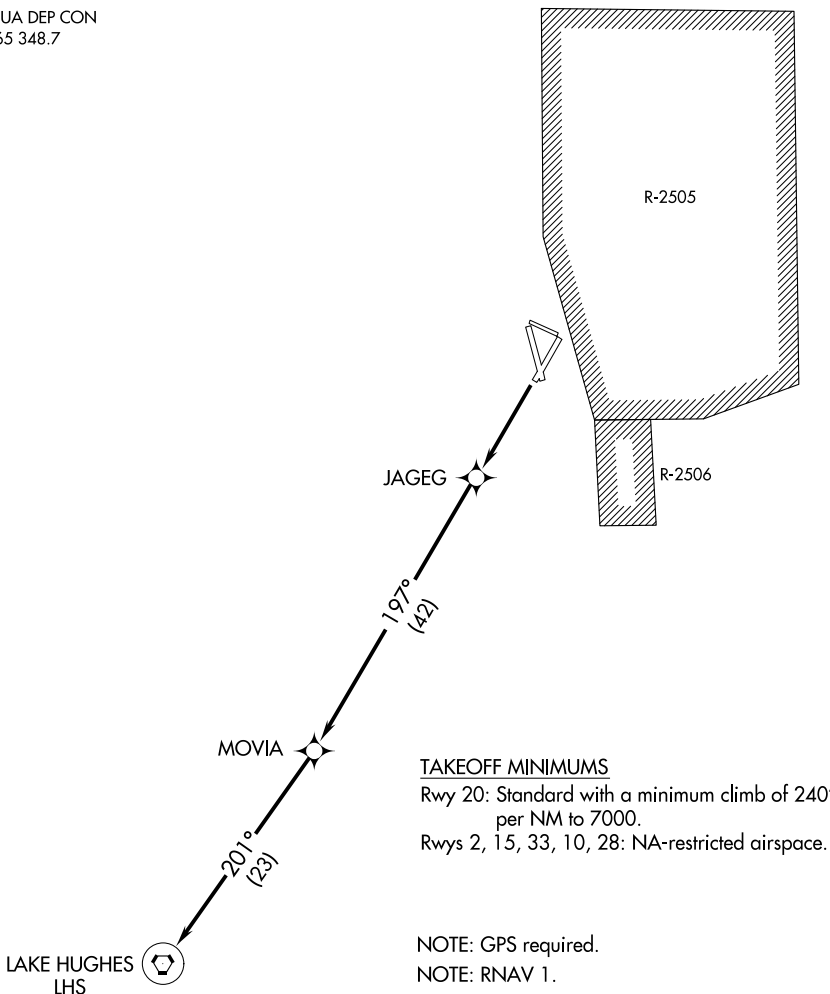 UA DEP CON
65 348.7
R-2505
R-2506
JAGEG
197°
(42)
MOVIA
201°
(23)
LAKE HUGHES
LHS
TAKEOFF MINIMUMS
Rwy 20: Standard with a minimum climb of 240'
per NM to 7000.
Rwys 2, 15, 33, 10, 28: NA-restricted airspace.
NOTE: GPS required.
NOTE: RNAV 1.